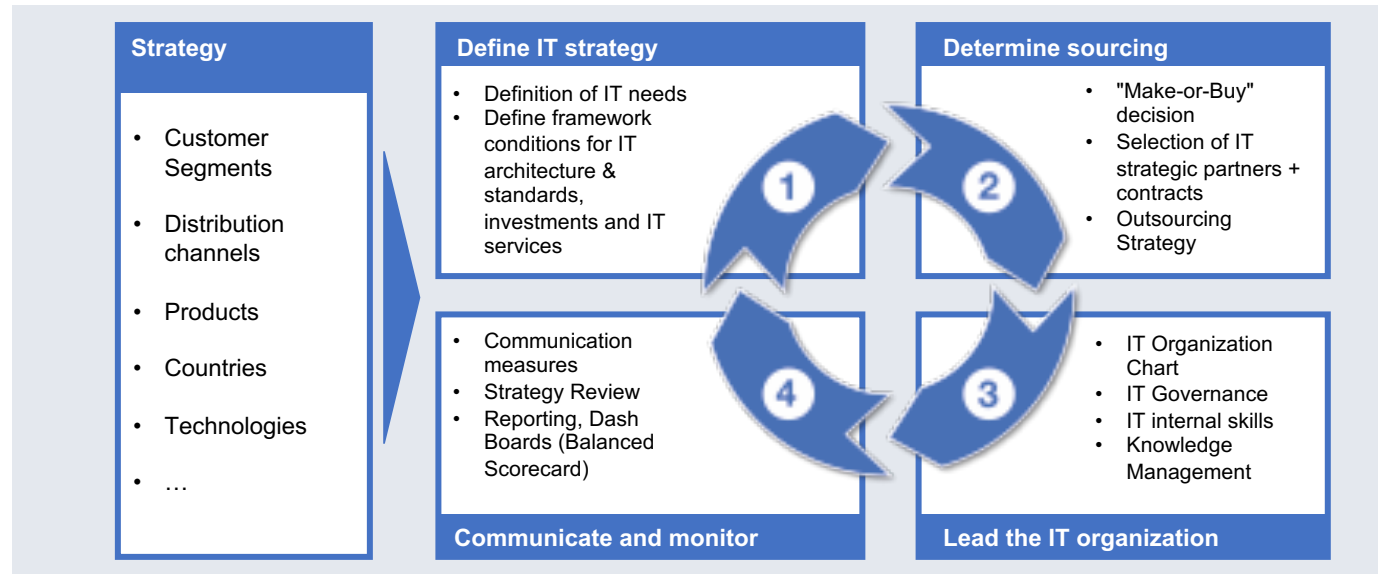 Strategy
• Customer
Segments
• Distribution
channels
• Products
• Countries
• Technologies
• …
Define IT strategy
• Definition of IT needs
• Define framework
conditions for IT
architecture &
standards,
investments and IT
services
1
Determine sourcing
• "Make-or-Buy"
decision
• Selection of IT
strategic partners +
contracts
• Outsourcing
Strategy
2
• IT Organization
Chart
• IT Governance
• IT internal skills
• Knowledge
Management
3
Lead the IT organization
• Communication
measures
• Strategy Review
• Reporting, Dash
Boards (Balanced
Scorecard)
4
Communicate and monitor